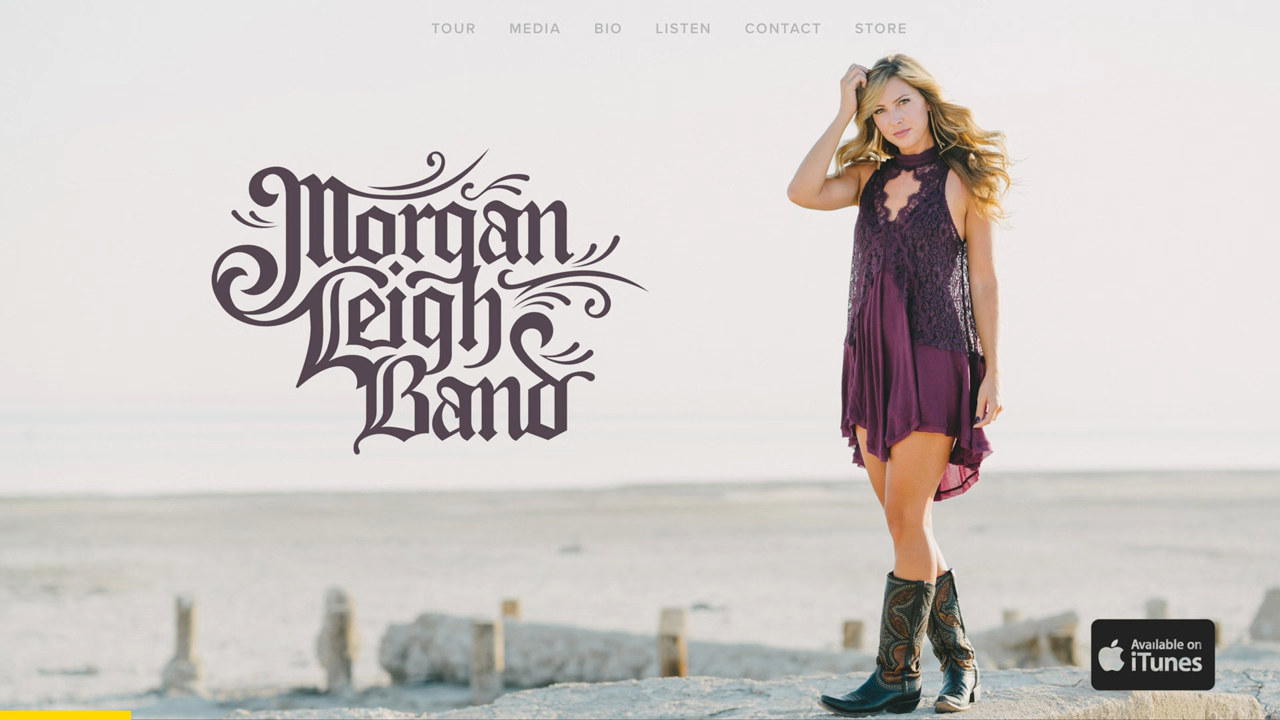 TOUR MEDIA BIO LISTEN CONTACT STORE
Morgan
Leigh
Band
Available on
iTunes